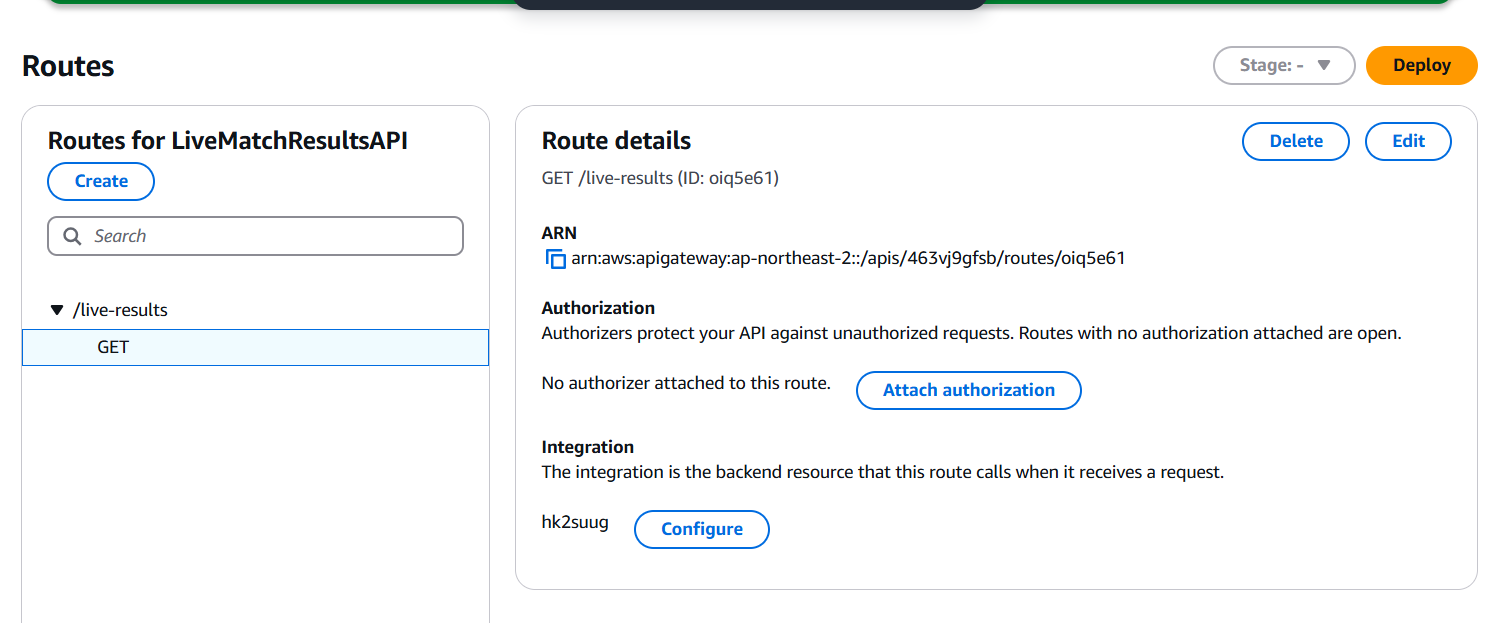 Routes
Stage: -
Deploy
Routes for LiveMatchResultsAPI
Create
Search
/live-results
GET
Route details
Delete
Edit
GET /live-results (ID: oiq5e61)
ARN
arn:aws:apigateway:ap-northeast-2::/apis/463vj9gfsb/routes/oiq5e61
Authorization
Authorizers protect your API against unauthorized requests. Routes with no authorization attached are open.
No authorizer attached to this route.
Attach authorization
Integration
The integration is the backend resource that this route calls when it receives a request.
hk2suug
Configure